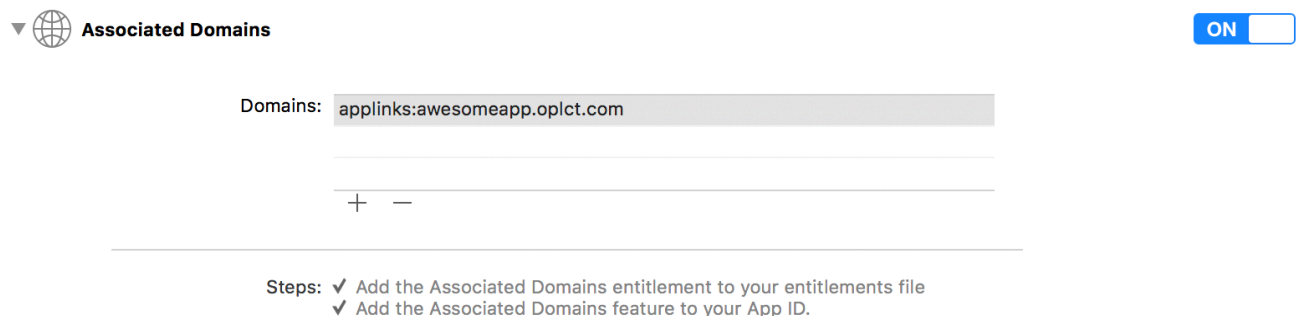 Associated Domains
ON
Domains: applinks:awesomeapp.oplct.com
Steps: ✓ Add the Associated Domains entitlement to your entitlements file
✓ Add the Associated Domains feature to your App ID.